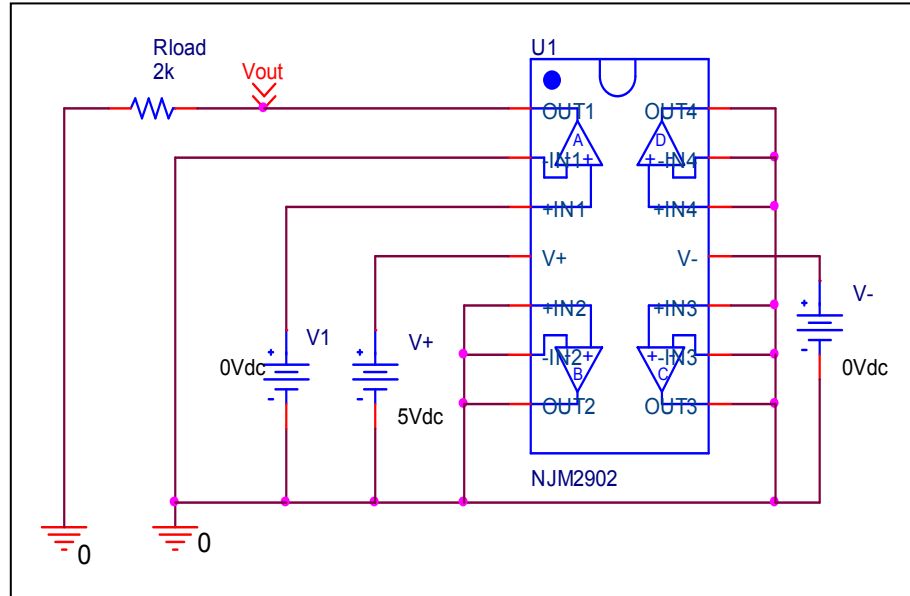 Rload
2k
Vout
U1
OUT1
OUT4
A
D
-IN1
+
+
-IN4
+IN1
+IN4
V+
V-
+IN2
+IN3
+
V1
+
V+
+
V-
0Vdc
-
-
5Vdc
-
0Vdc
-IN2
+
+
-IN3
B
C
OUT2
OUT3
NJM2902
0
0